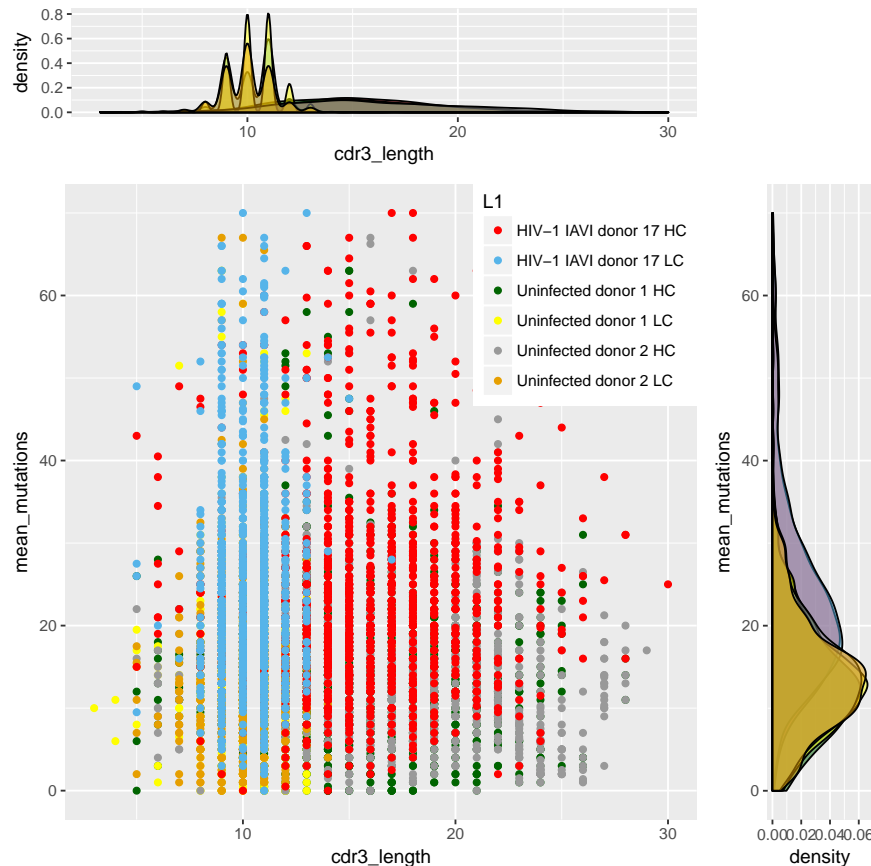 0.8
0.6
0.4
0.2
0.0
density
10
20
30
cdr3_length
L1
HIV−1 IAVI donor 17 HC
HIV−1 IAVI donor 17 LC
Uninfected donor 1 HC
Uninfected donor 1 LC
Uninfected donor 2 HC
Uninfected donor 2 LC
60
40
20
0
mean_mutations
10
20
30
cdr3_length
60
40
20
0
mean_mutations
0.00 0.02 0.04 0.06
density